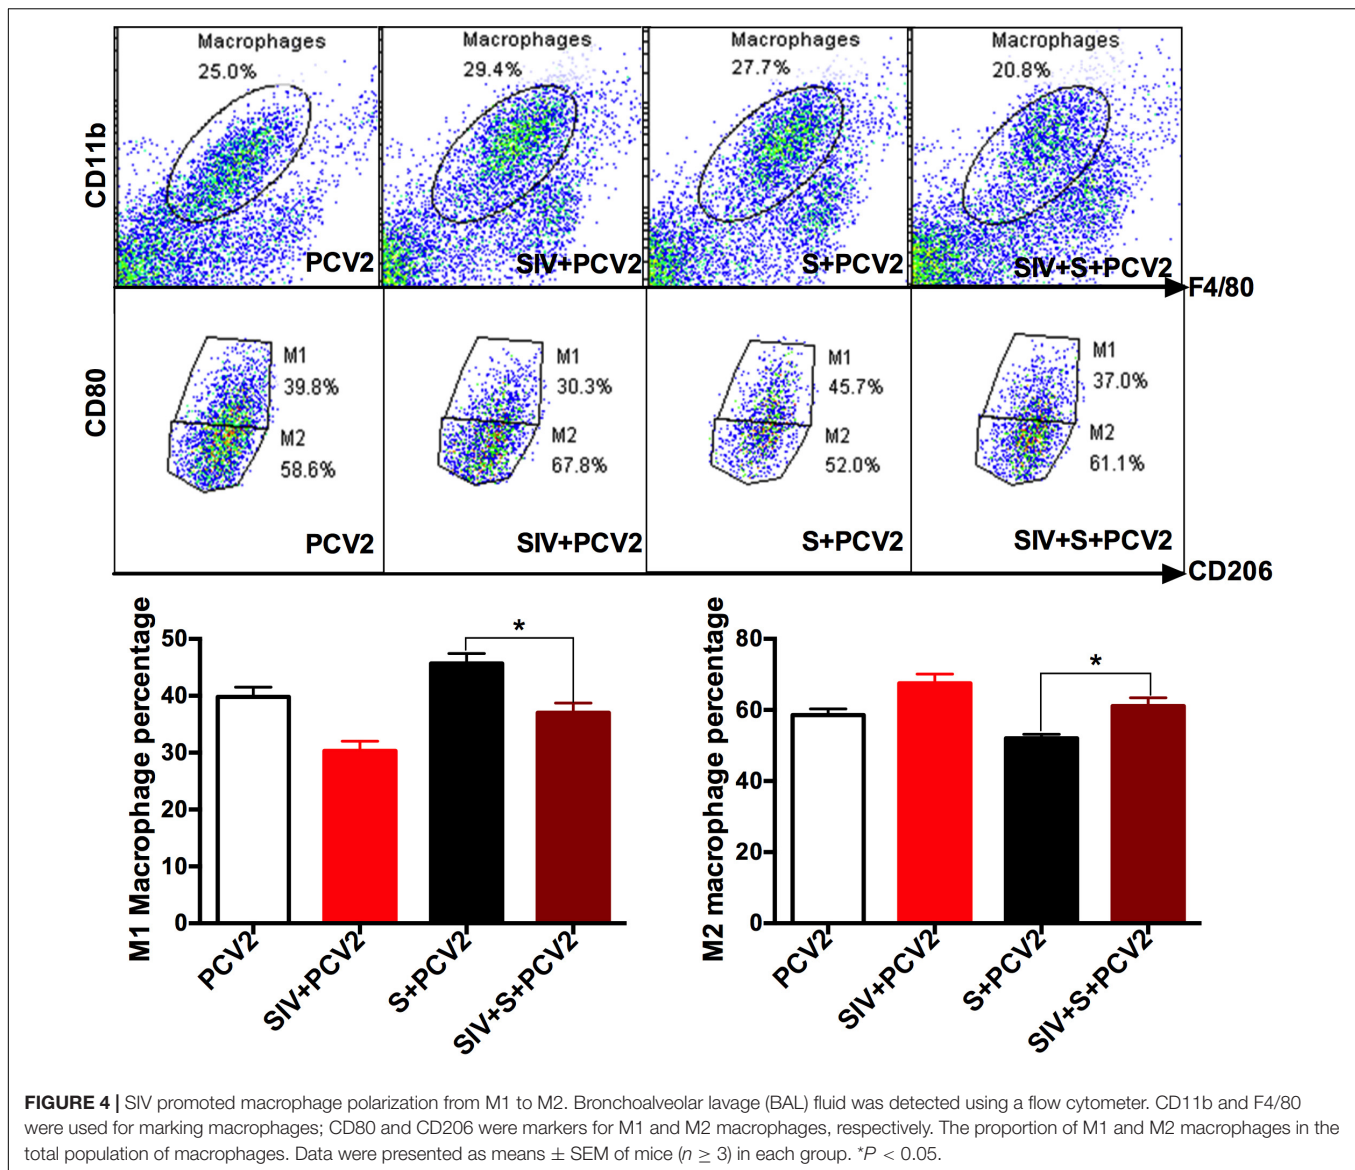 Macrophages
25.0%
Macrophages
29.4%
Macrophages
27.7%
Macrophages
20.8%
CD11b
PCV2
SIV+PCV2
S+PCV2
SIV+S+PCV2
F4/80
M1
39.8%
M2
58.6%
M1
30.3%
M2
67.8%
M1
45.7%
M2
52.0%
M1
37.0%
M2
61.1%
CD80
PCV2
SIV+PCV2
S+PCV2
SIV+S+PCV2
CD206
M1 Macrophage percentage
50
40
30
20
10
0
*
PCV2
SIV+PCV2
S+PCV2
SIV+S+PCV2
M2 macrophage percentage
80
60
40
20
0
*
PCV2
SIV+PCV2
S+PCV2
SIV+S+PCV2
FIGURE 4 | SIV promoted macrophage polarization from M1 to M2. Bronchoalveolar lavage (BAL) fluid was detected using a flow cytometer. CD11b and F4/80
were used for marking macrophages; CD80 and CD206 were markers for M1 and M2 macrophages, respectively. The proportion of M1 and M2 macrophages in the
total population of macrophages. Data were presented as means ± SEM of mice (n ≥ 3) in each group. *P < 0.05.